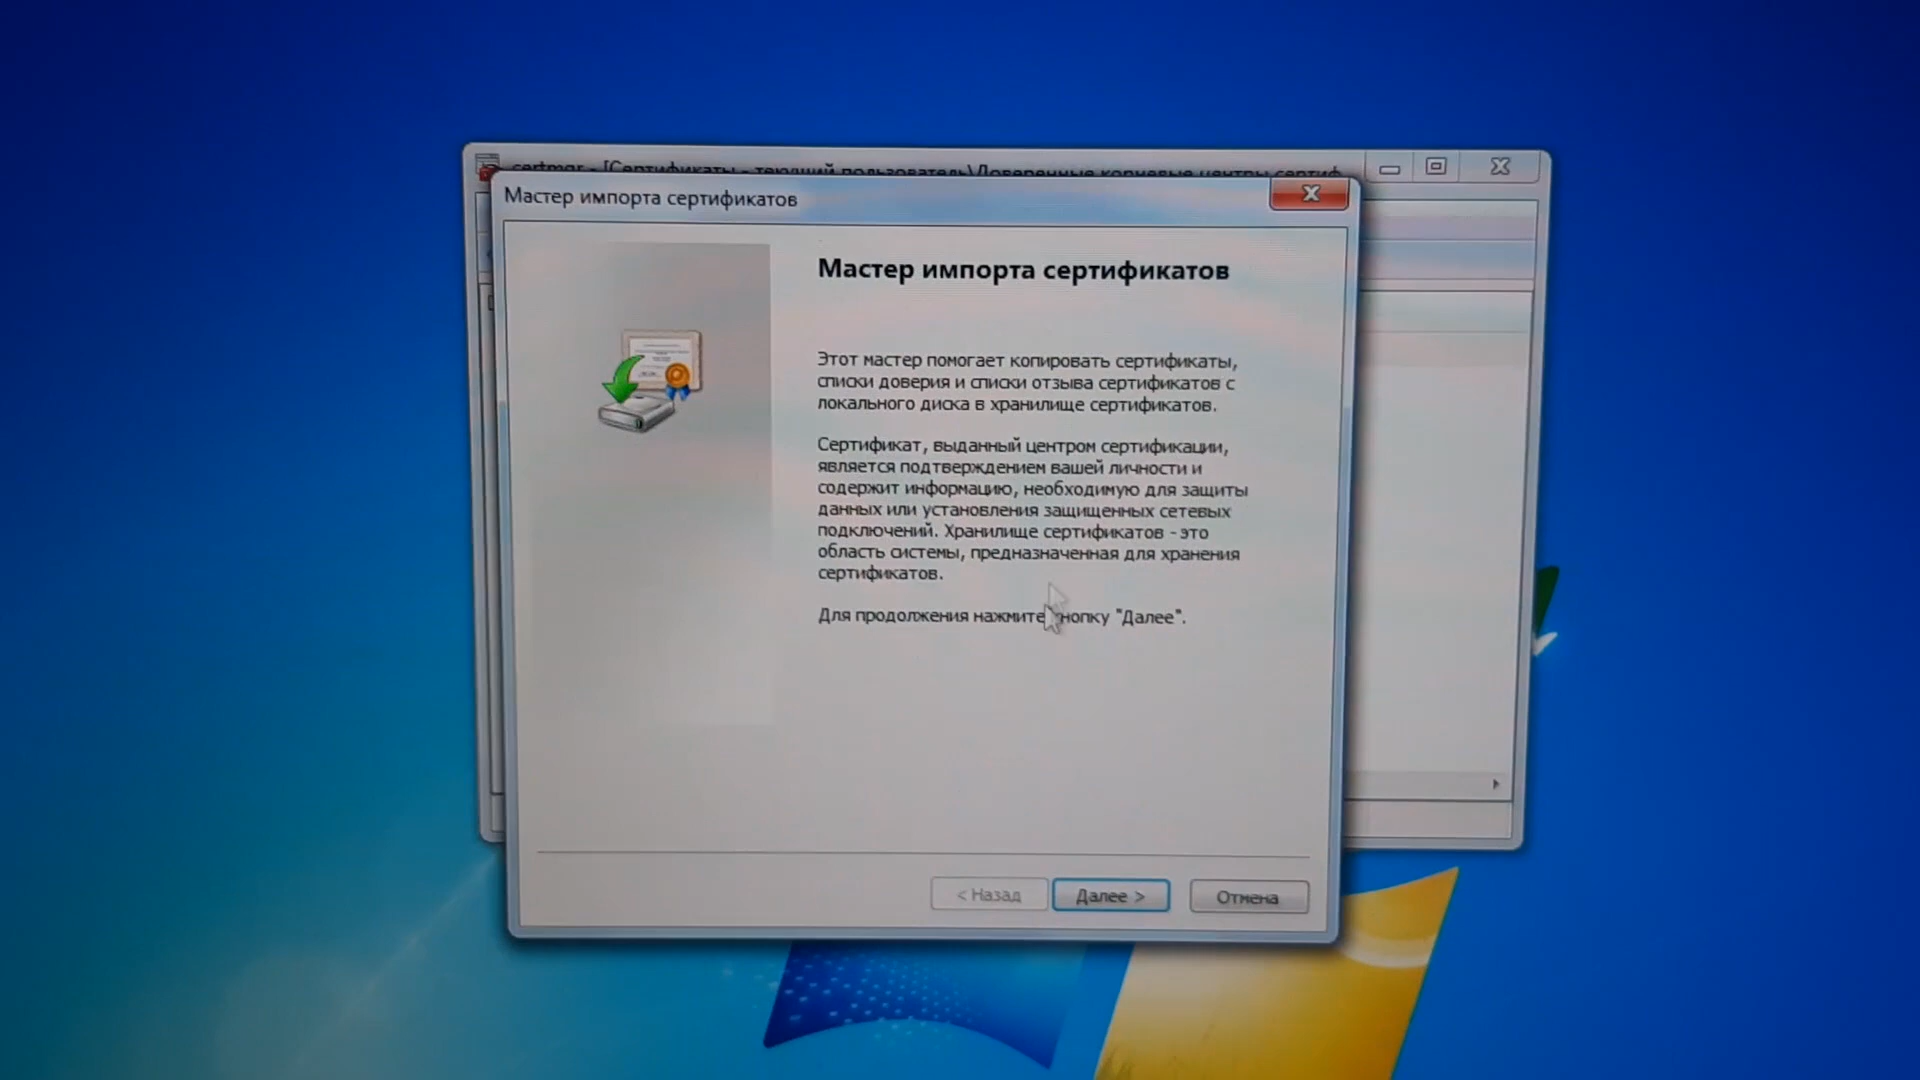 certmgr - [Сертификаты - текущий пользователь\Доверенные корневые центры сертиф
Мастер импорта сертификатов
Мастер импорта сертификатов
Этот мастер помогает копировать сертификаты,
списки доверия и списки отзыва сертификатов с
локального диска в хранилище сертификатов.
Сертификат, выданный центром сертификации,
является подтверждением вашей личности и
содержит информацию, необходимую для защиты
данных или установления защищенных сетевых
подключений. Хранилище сертификатов - это
область системы, предназначенная для хранения
сертификатов.
Для продолжения нажмите кнопку "Далее".
< Назад
Далее >
Отмена